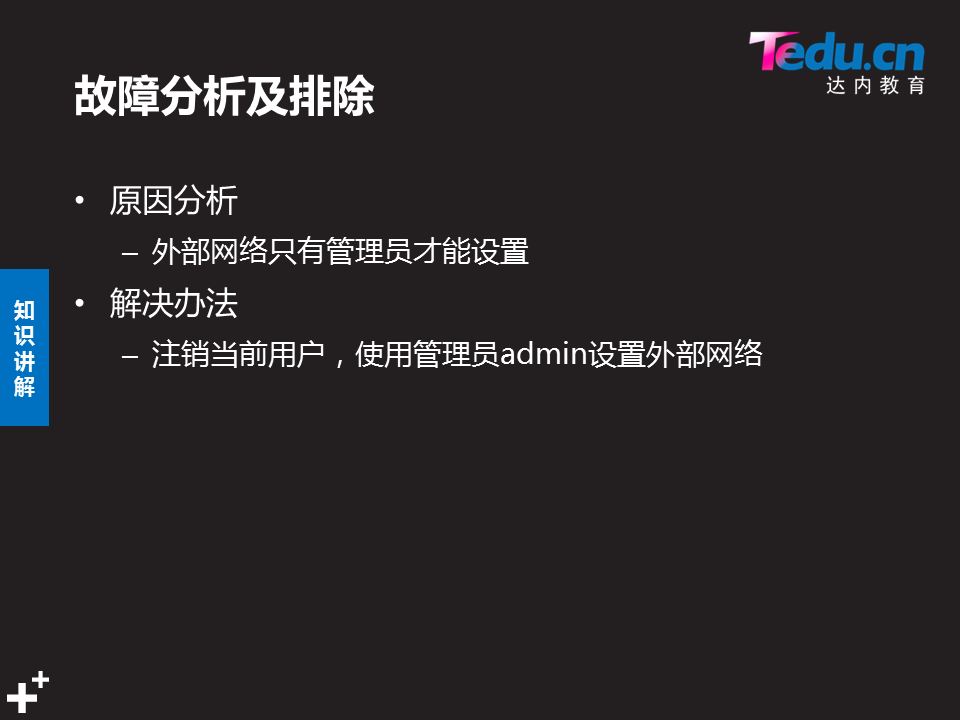 Tedu.cn
达内教育
故障分析及排除
• 原因分析
– 外部网络只有管理员才能设置
• 解决办法
– 注销当前用户，使用管理员admin设置外部网络
知
识
讲
解